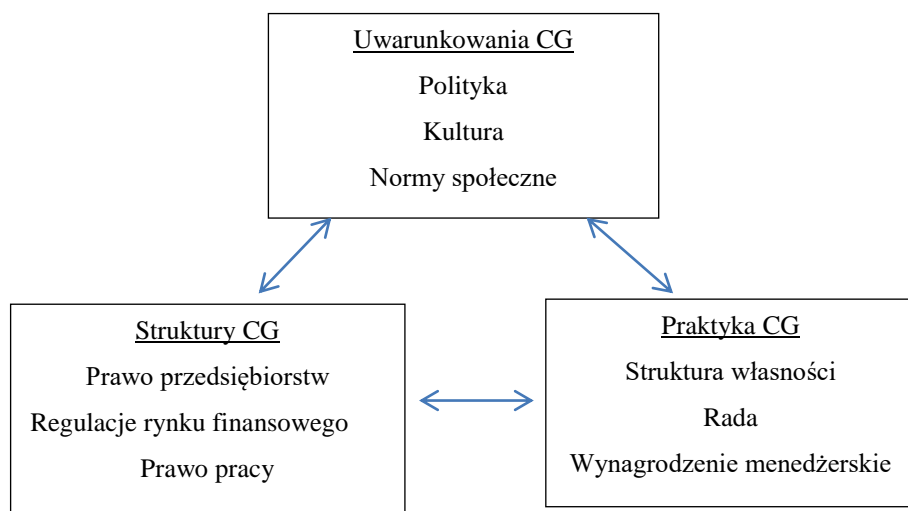 Uwarunkowania CG
Polityka
Kultura
Normy społeczne
Struktury CG
Prawo przedsiębiorstw
Regulacje rynku finansowego
Prawo pracy
Praktyka CG
Struktura własności
Rada
Wynagrodzenie menedżerskie